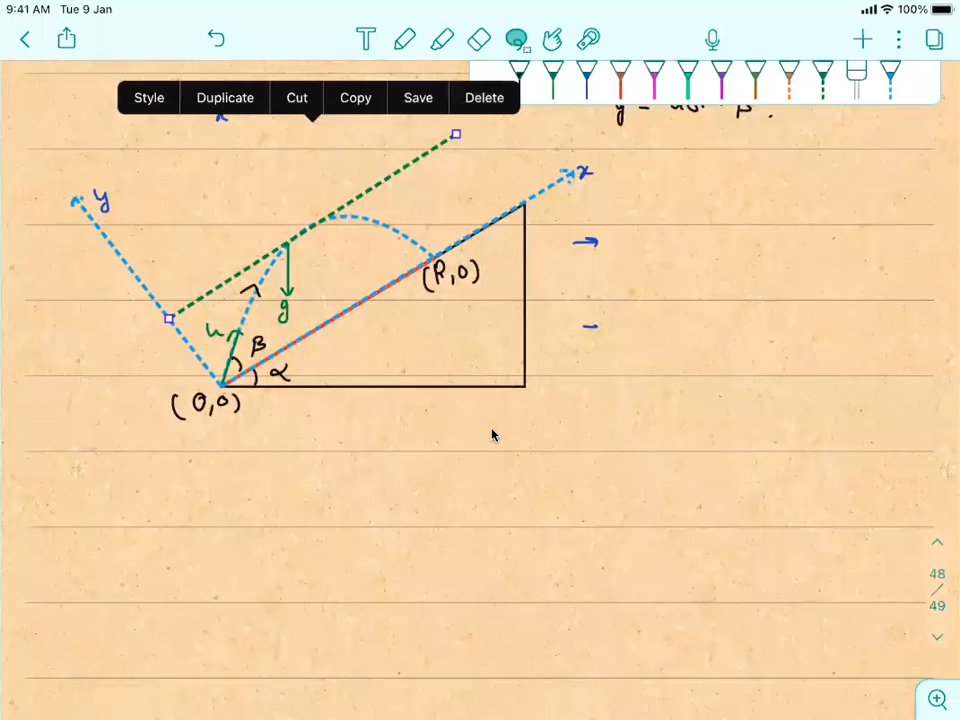 9:41 AM Tue 9 Jan 100%
T
Style Duplicate Cut Copy Save Delete
x
y
x
(R,0)
g
u
β
α
(0,0)
48
/
49